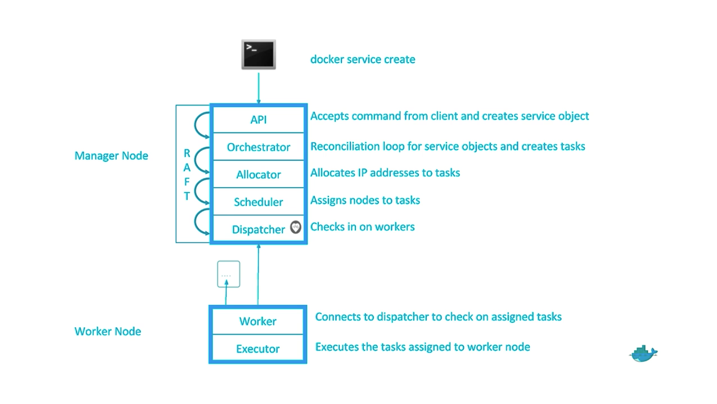 >_
docker service create
API
Accepts command from client and creates service object
Manager Node
RAFT
Orchestrator
Reconciliation loop for service objects and creates tasks
Allocator
Allocates IP addresses to tasks
Scheduler
Assigns nodes to tasks
Dispatcher
Checks in on workers
....
Worker Node
Worker
Connects to dispatcher to check on assigned tasks
Executor
Executes the tasks assigned to worker node